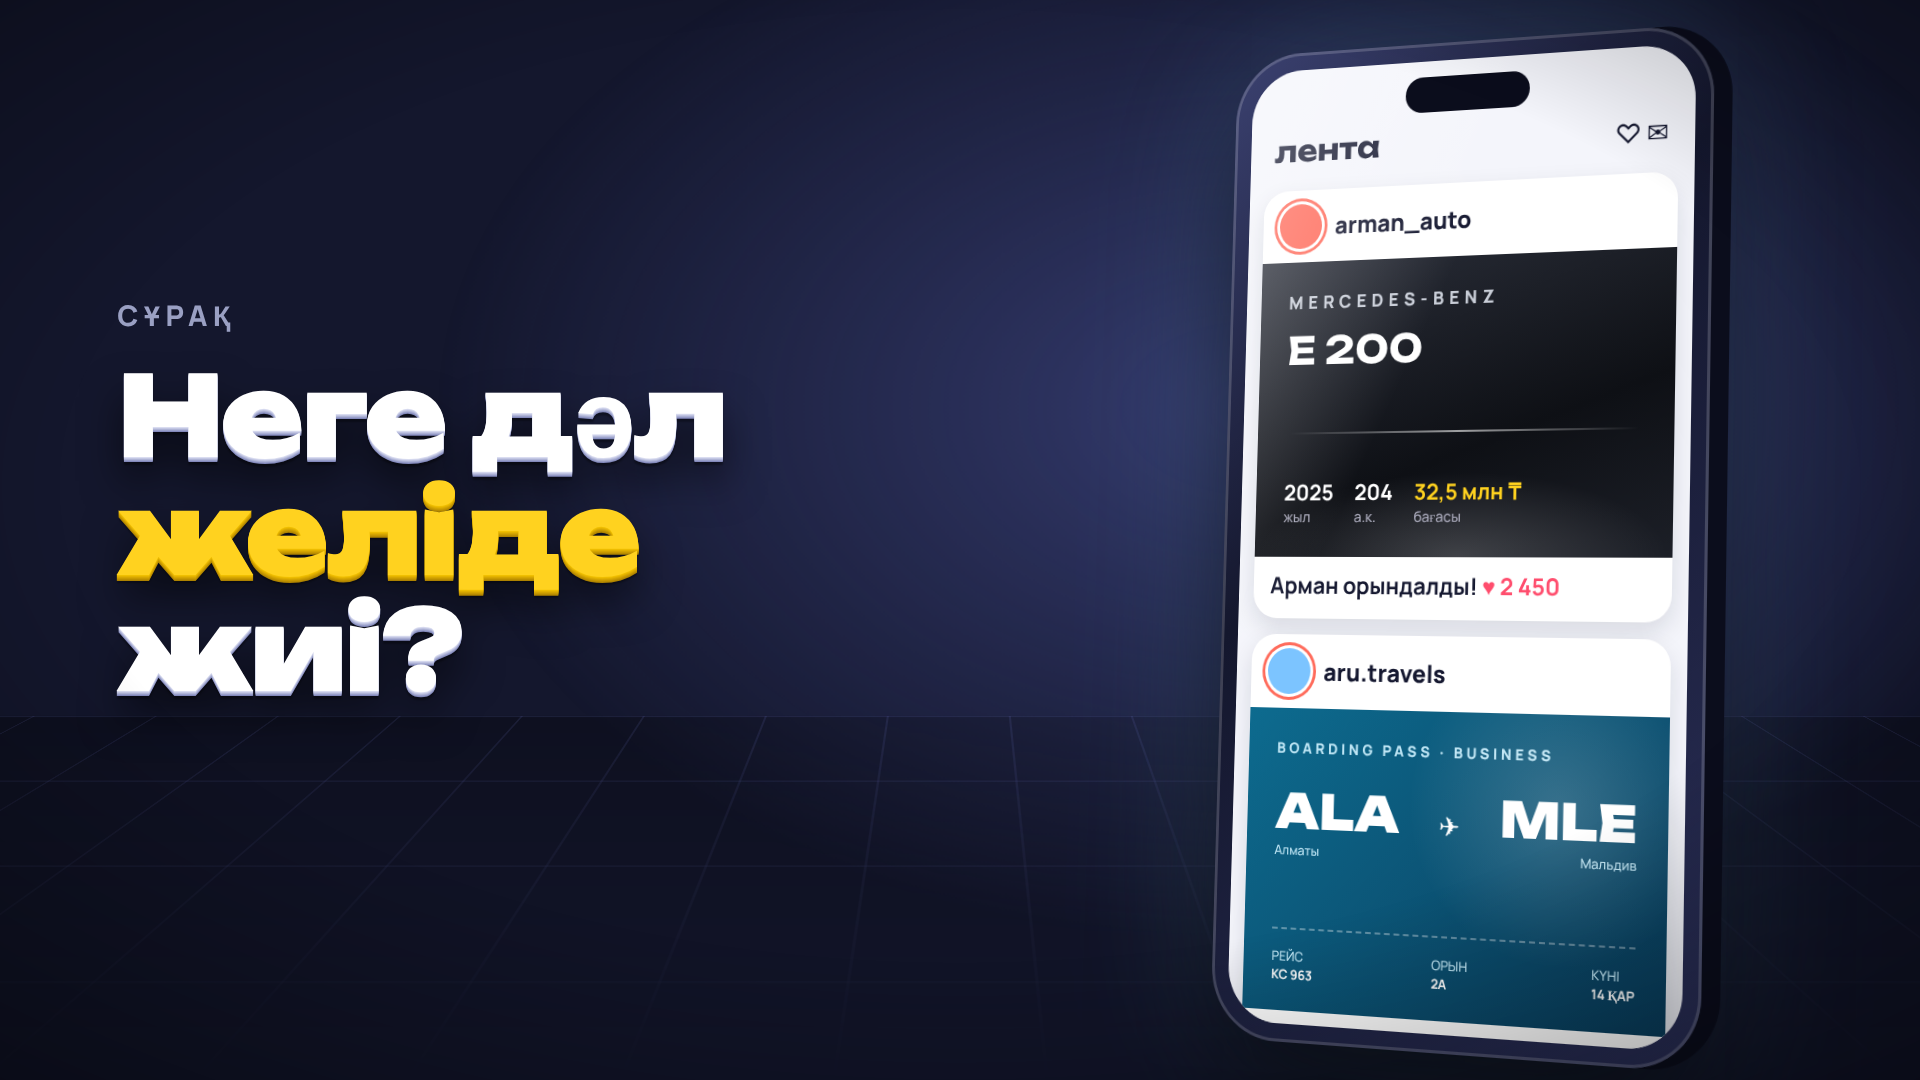 СҰРАҚ
Неге дәл
желіде
жиі?
лента
arman_auto
MERCEDES-BENZ
E 200
2025 204 32,5 млн ₸
жыл а.к. бағасы
Арман орындалды! ♥ 2 450
aru.travels
BOARDING PASS · BUSINESS
ALA ✈ MLE
Алматы Мальдив
РЕЙС ОРЫН КҮНІ
KC 963 2A 14 ҚАР